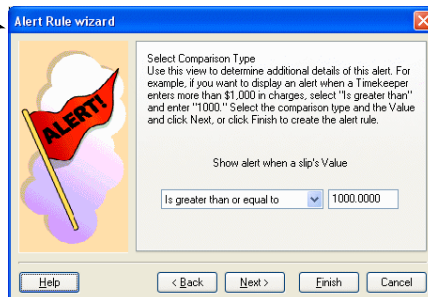 Alert Rule wizard
ALERT!
Select Comparison Type
Use this view to determine additional details of this alert. For
example, if you want to display an alert when a Timekeeper
enters more than $1,000 in charges, select "Is greater than"
and enter "1000." Select the comparison type and the Value
and click Next, or click Finish to create the alert rule.
Show alert when a slip's Value
Is greater than or equal to 1000.0000
Help < Back Next > Finish Cancel